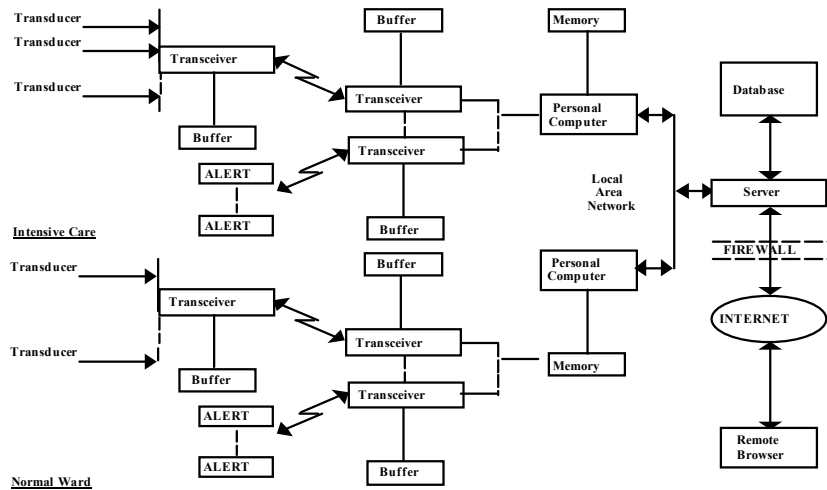 Transducer
Transducer
Transducer
Transceiver
Buffer
Buffer
Transceiver
Transceiver
Buffer
ALERT
ALERT
Intensive Care
Memory
Personal
Computer
Local
Area
Network
Database
Server
FIREWALL
INTERNET
Remote
Browser
Transducer
Transducer
Transceiver
Buffer
Buffer
Transceiver
Transceiver
Buffer
ALERT
ALERT
Normal Ward
Personal
Computer
Memory